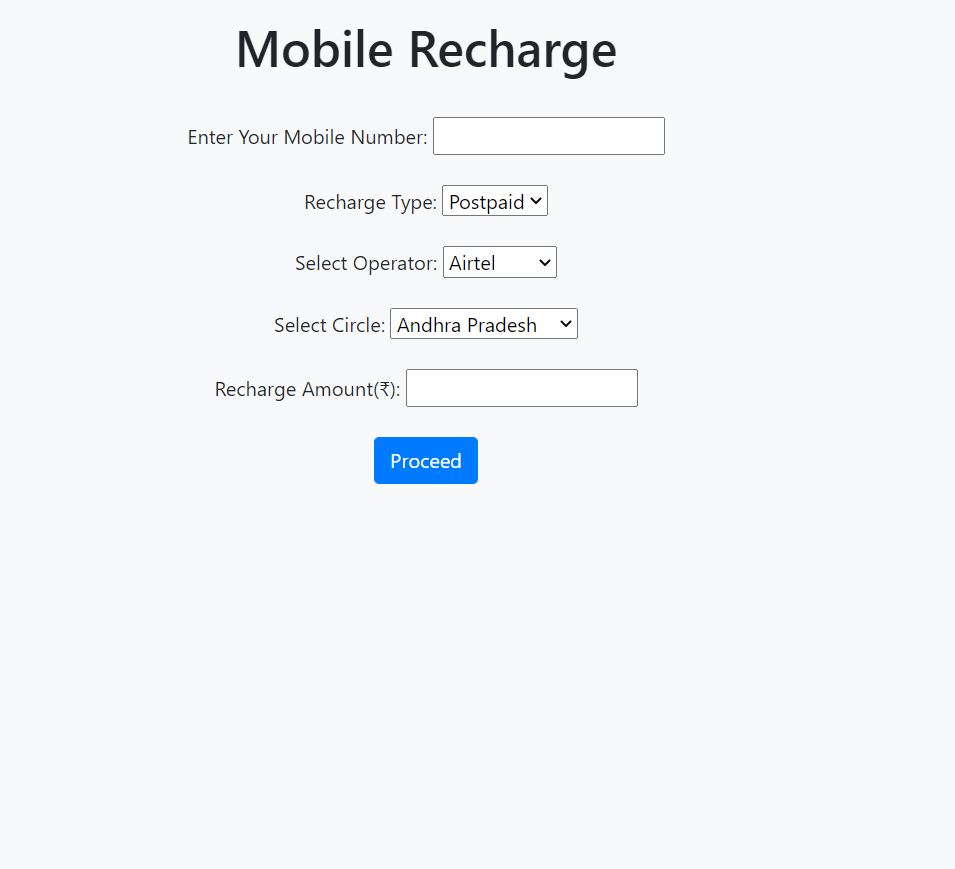 Mobile Recharge
Enter Your Mobile Number:
Recharge Type: Postpaid
Select Operator: Airtel
Select Circle: Andhra Pradesh
Recharge Amount(₹):
Proceed